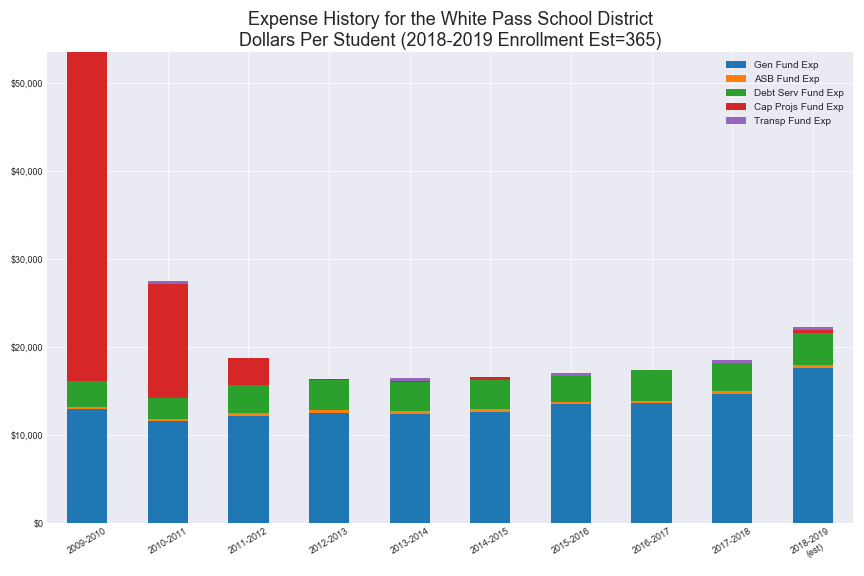 Expense History for the White Pass School District
Dollars Per Student (2018-2019 Enrollment Est=365)
Gen Fund Exp
ASB Fund Exp
Debt Serv Fund Exp
Cap Projs Fund Exp
Transp Fund Exp
$50,000
$40,000
$30,000
$20,000
$10,000
$0
2009-2010
2010-2011
2011-2012
2012-2013
2013-2014
2014-2015
2015-2016
2016-2017
2017-2018
2018-2019
(est)